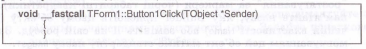 void __fastcall TForm1::Button1Click(TObject *Sender)
{
}